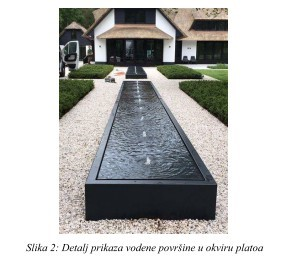 Slika 2: Detalj prikaza vodene površine u okviru platoa